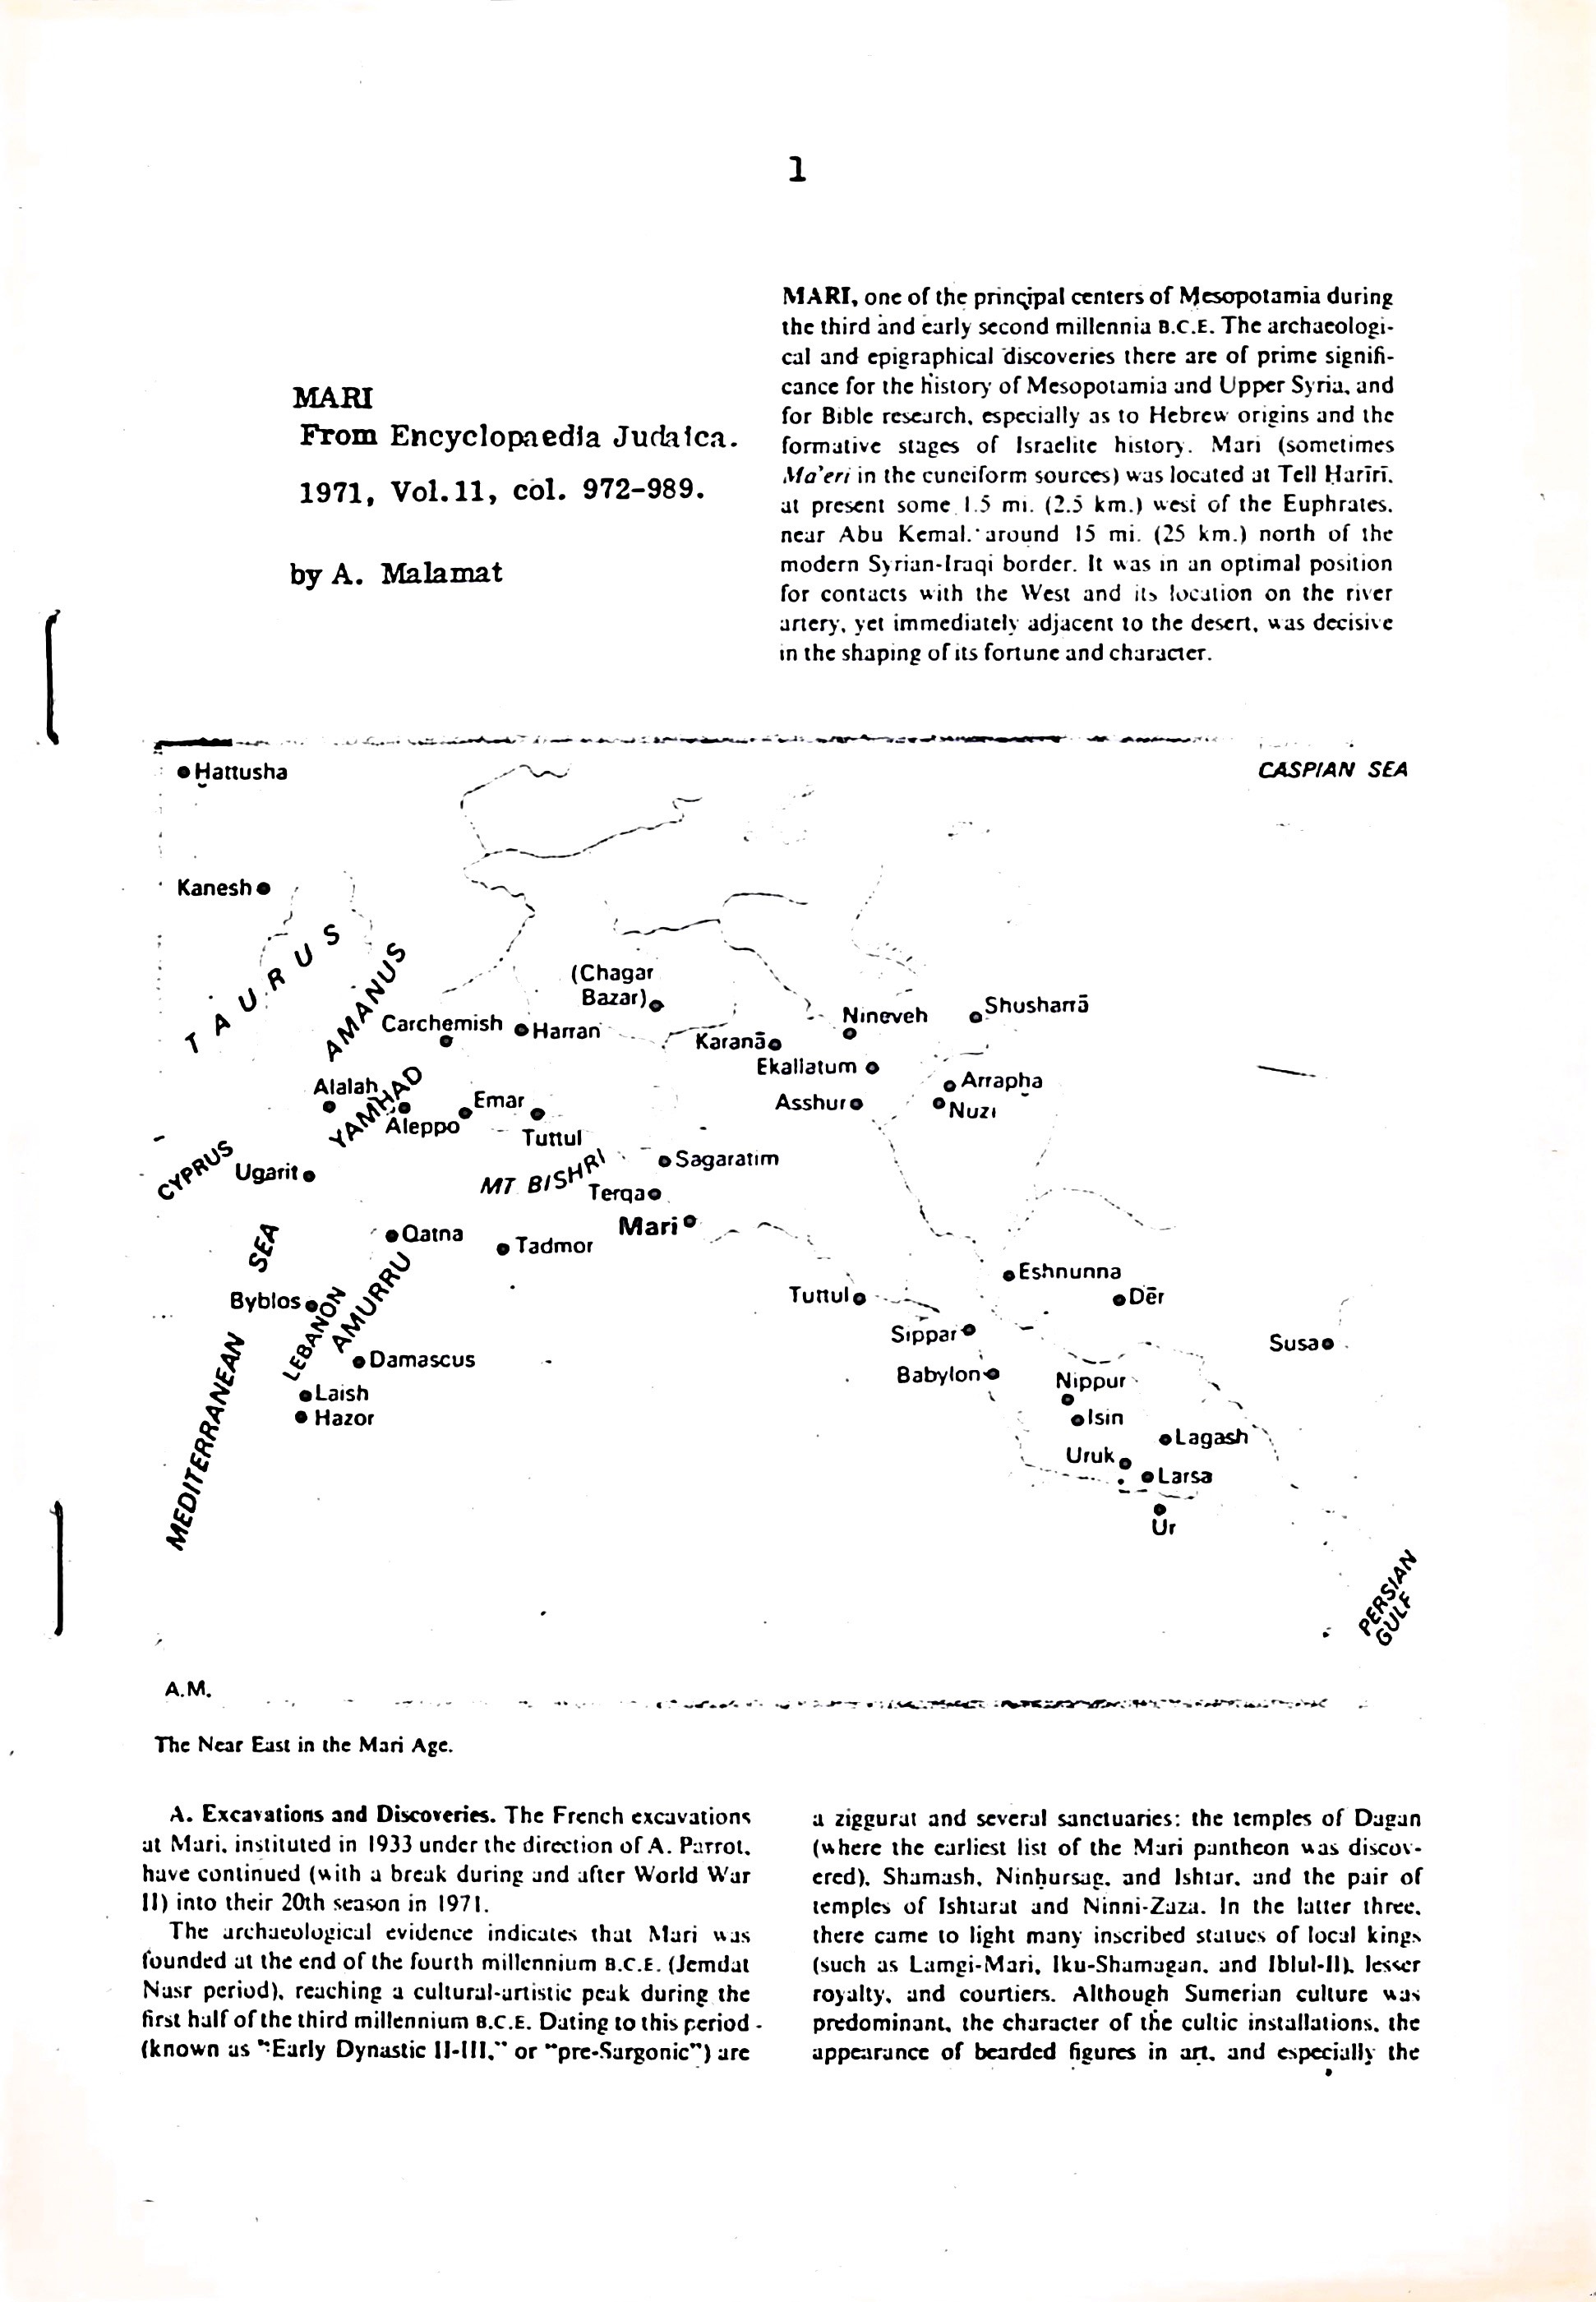 1
MARI
From Encyclopaedia Judaica.
1971, Vol.11, col. 972-989.
by A. Malamat
MARI, one of the principal centers of Mesopotamia during
the third and early second millennia B.C.E. The archaeologi-
cal and epigraphical discoveries there are of prime signifi-
cance for the history of Mesopotamia and Upper Syria, and
for Bible research, especially as to Hebrew origins and the
formative stages of Israelite history. Mari (sometimes
Ma'eri in the cuneiform sources) was located at Tell Ḥarīrī,
at present some 1.5 mi. (2.5 km.) west of the Euphrates,
near Abu Kemal, around 15 mi. (25 km.) north of the
modern Syrian-Iraqi border. It was in an optimal position
for contacts with the West and its location on the river
artery, yet immediately adjacent to the desert, was decisive
in the shaping of its fortune and character.
Ḫattusha
CASPIAN SEA
Kanesh
TAURUS
AMANUS
(Chagar
Bazar)
Carchemish
Harran
Karanā
Nineveh
Shusharrā
Ekallatum
Alalaḫ
YAMHAD
Aleppo
Emar
Tuttul
Asshur
Arrapḫa
Nuzi
CYPRUS
Ugarit
MT BISHRI
Sagaratim
Terqa
Mari
Qatna
Tadmor
MEDITERRANEAN SEA
Byblos
LEBANON
AMURRU
Damascus
Laish
Hazor
Tuttul
Eshnunna
Dēr
Sippar
Babylon
Susa
Nippur
Isin
Lagash
Uruk
Larsa
Ur
PERSIAN
GULF
A.M.
The Near East in the Mari Age.
A. Excavations and Discoveries. The French excavations
at Mari, instituted in 1933 under the direction of A. Parrot,
have continued (with a break during and after World War
II) into their 20th season in 1971.
The archaeological evidence indicates that Mari was
founded at the end of the fourth millennium B.C.E. (Jemdat
Nasr period), reaching a cultural-artistic peak during the
first half of the third millennium B.C.E. Dating to this period
(known as "Early Dynastic II-III," or "pre-Sargonic") are
a ziggurat and several sanctuaries: the temples of Dagan
(where the earliest list of the Mari pantheon was discov-
ered), Shamash, Ninḥursag, and Ishtar, and the pair of
temples of Ishtarat and Ninni-Zaza. In the latter three,
there came to light many inscribed statues of local kings
(such as Lamgi-Mari, Iku-Shamagan, and Iblul-Il), lesser
royalty, and courtiers. Although Sumerian culture was
predominant, the character of the cultic installations, the
appearance of bearded figures in art, and especially the